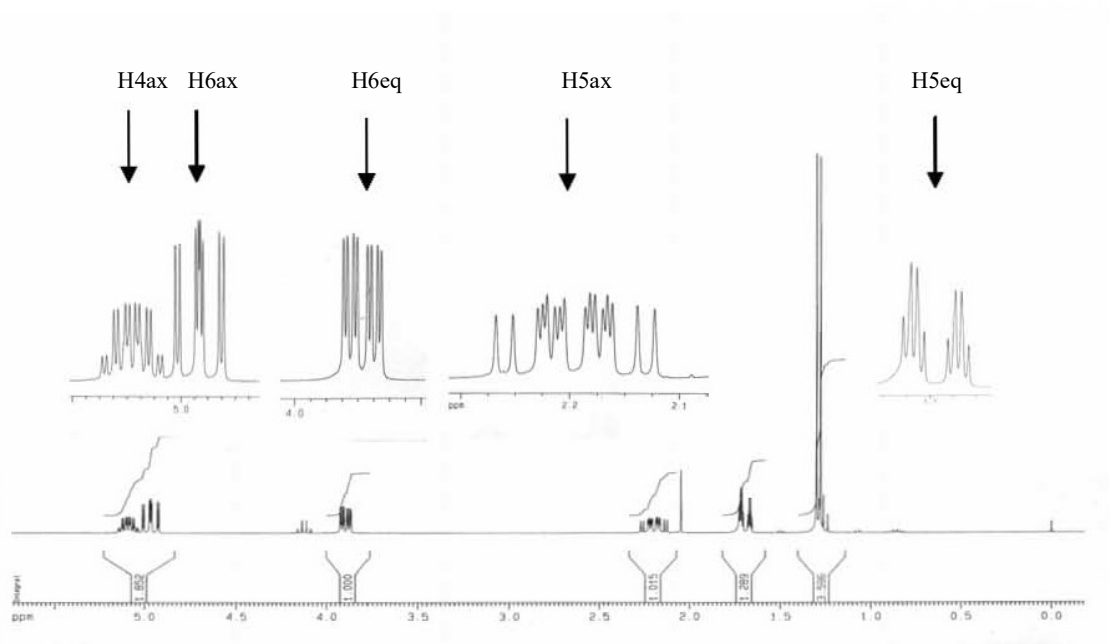 H4ax H6ax H6eq H5ax H5eq
5.0
4.0
ppm 2.2 2.1
Integral
1.852 1.000 1.015 1.289
ppm 5.0 4.5 4.0 3.5 3.0 2.5 2.0 1.5 1.0 0.5 0.0